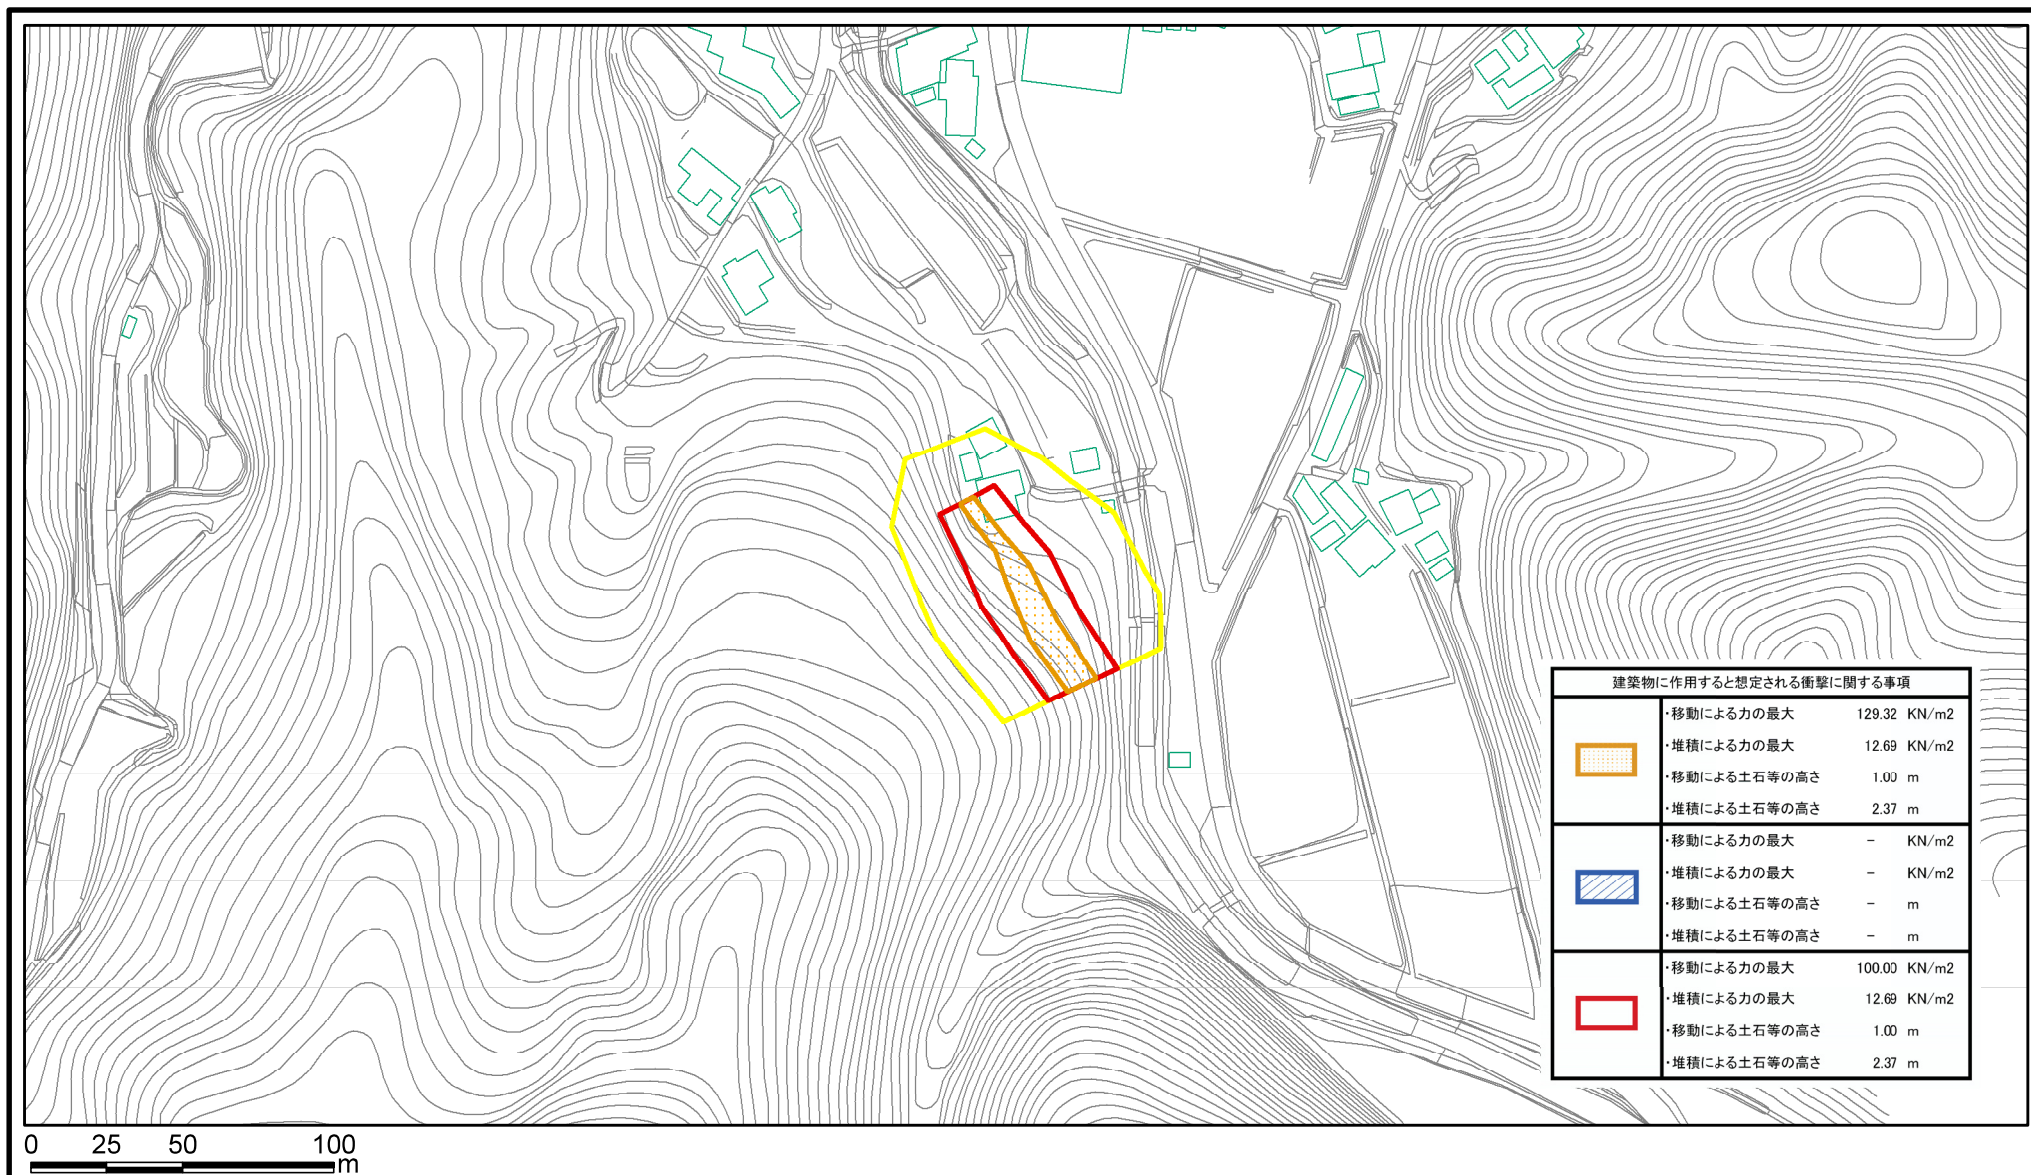 建築物に作用すると想定される衝撃に関する事項
・移動による力の最大 129.32 KN/m2
・堆積による力の最大 12.69 KN/m2
・移動による土石等の高さ 1.00 m
・堆積による土石等の高さ 2.37 m
・移動による力の最大 － KN/m2
・堆積による力の最大 － KN/m2
・移動による土石等の高さ － m
・堆積による土石等の高さ － m
・移動による力の最大 100.00 KN/m2
・堆積による力の最大 12.69 KN/m2
・移動による土石等の高さ 1.00 m
・堆積による土石等の高さ 2.37 m
0 25 50 100
m